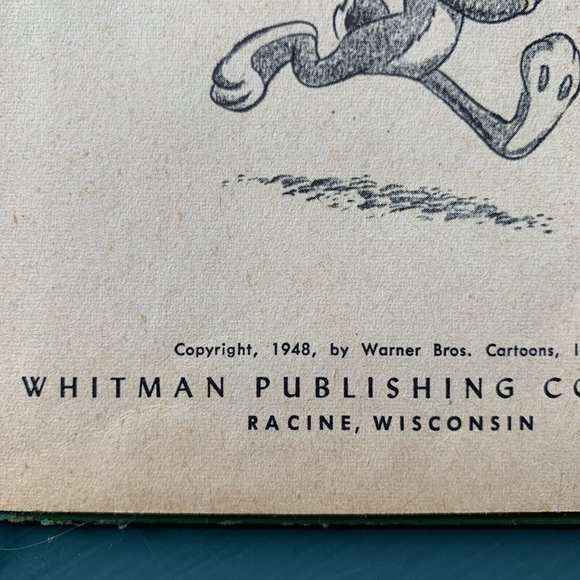 Copyright, 1948, by Warner Bros. Cartoons,
WHITMAN PUBLISHING
RACINE, WISCONSIN